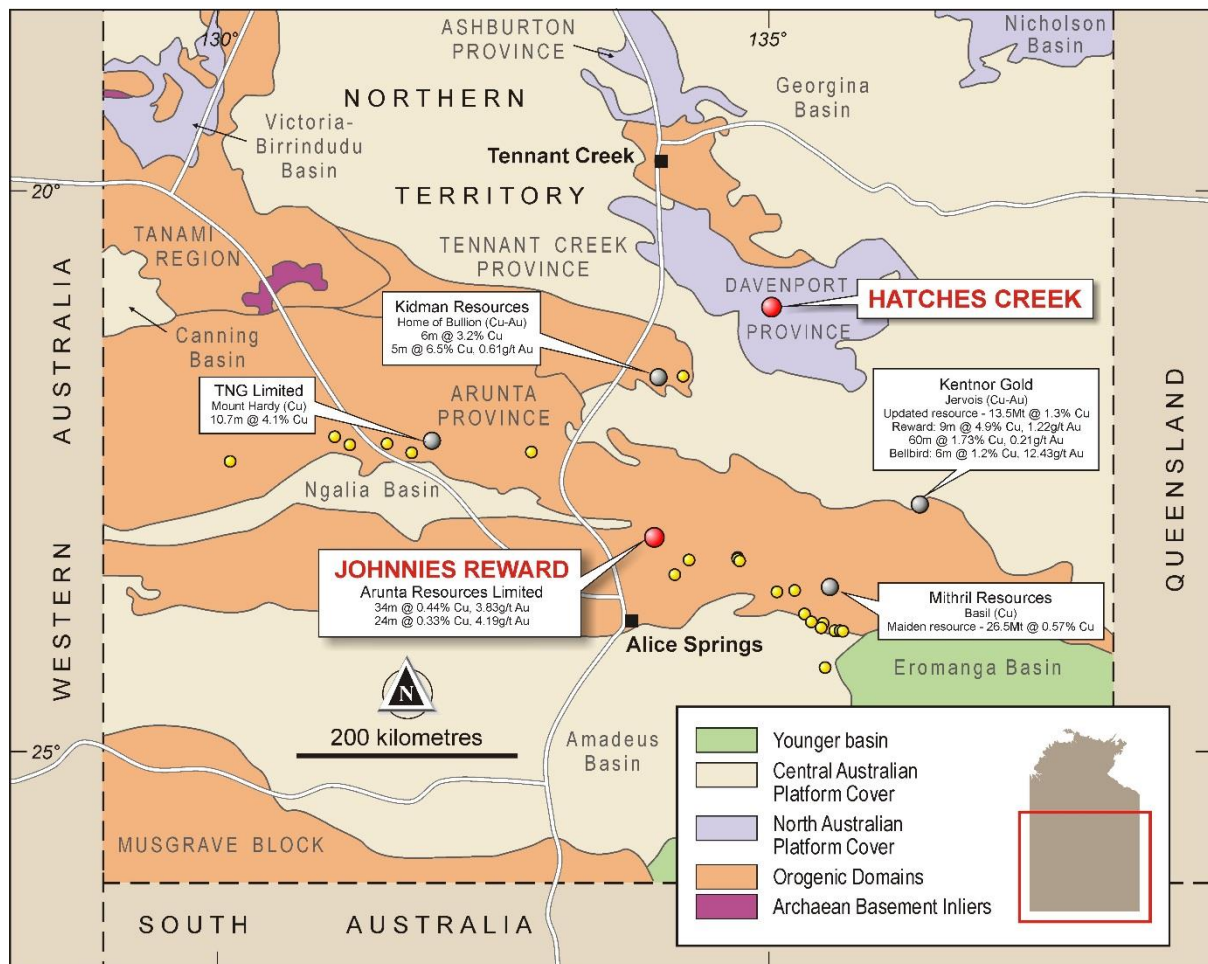 130°
135°
ASHBURTON
PROVINCE
Nicholson
Basin
NORTHERN
Georgina
Basin
Victoria-
Birrindudu
Basin
Tennant Creek
20°
TERRITORY
TANAMI
REGION
TENNANT CREEK
PROVINCE
DAVENPORT
PROVINCE
HATCHES CREEK
Kidman Resources
Home of Bullion (Cu-Au)
6m @ 3.2% Cu
5m @ 6.5% Cu, 0.61g/t Au
Canning
Basin
TNG Limited
Mount Hardy (Cu)
10.7m @ 4.1% Cu
ARUNTA
PROVINCE
Kentnor Gold
Jervois (Cu-Au)
Updated resource - 13.5Mt @ 1.3% Cu
Reward: 9m @ 4.9% Cu, 1.22g/t Au
60m @ 1.73% Cu, 0.21g/t Au
Bellbird: 6m @ 1.2% Cu, 12.43g/t Au
Ngalia Basin
WESTERN AUSTRALIA
QUEENSLAND
JOHNNIES REWARD
Arunta Resources Limited
34m @ 0.44% Cu, 3.83g/t Au
24m @ 0.33% Cu, 4.19g/t Au
Mithril Resources
Basil (Cu)
Maiden resource - 26.5Mt @ 0.57% Cu
Alice Springs
Eromanga Basin
N
200 kilometres
Amadeus
Basin
25°
MUSGRAVE BLOCK
SOUTH AUSTRALIA
Younger basin
Central Australian
Platform Cover
North Australian
Platform Cover
Orogenic Domains
Archaean Basement Inliers